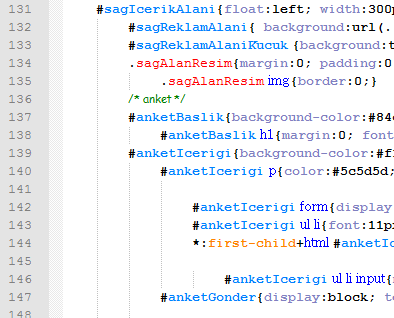 131 #sagIcerikAlani{float:left; width:300p
132 #sagReklamAlani{ background:url(.
133 #sagReklamAlaniKucuk {background:t
134 .sagAlanResim{margin:0; padding:0
135 .sagAlanResim img{border:0;}
136 /* anket */
137 #anketBaslik{background-color:#84c
138 #anketBaslik h1{margin:0; font
139 #anketIcerigi{background-color:#f
140 #anketIcerigi p{color:#5c5d5d;
141
142 #anketIcerigi form{display
143 #anketIcerigi ul li{font:11px
144 *:first-child+html #anketIc
145
146 #anketIcerigi ul li input{
147 #anketGonder{display:block; te
148